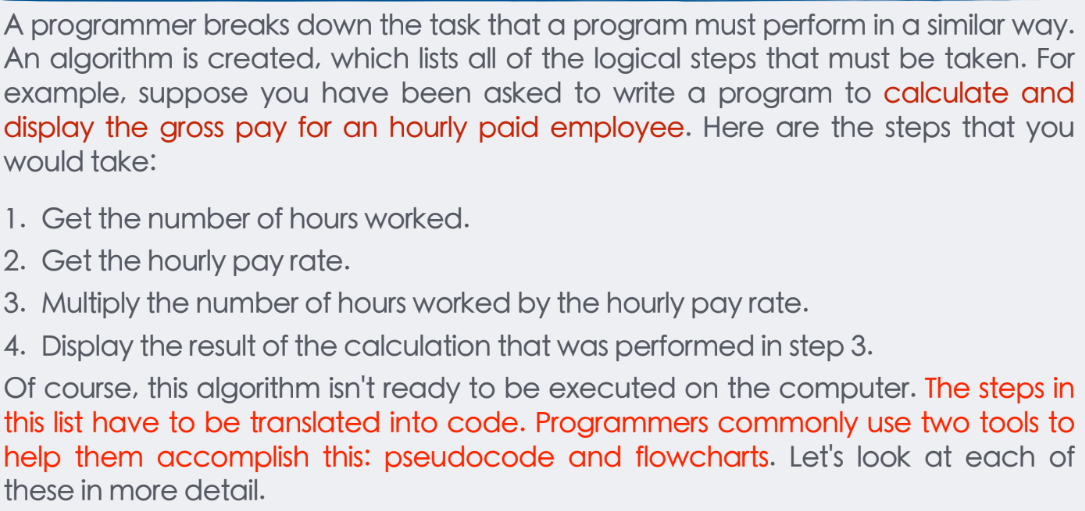 A programmer breaks down the task that a program must perform in a similar way.
An algorithm is created, which lists all of the logical steps that must be taken. For
example, suppose you have been asked to write a program to calculate and
display the gross pay for an hourly paid employee. Here are the steps that you
would take:
1. Get the number of hours worked.
2. Get the hourly pay rate.
3. Multiply the number of hours worked by the hourly pay rate.
4. Display the result of the calculation that was performed in step 3.
Of course, this algorithm isn't ready to be executed on the computer. The steps in
this list have to be translated into code. Programmers commonly use two tools to
help them accomplish this: pseudocode and flowcharts. Let's look at each of
these in more detail.